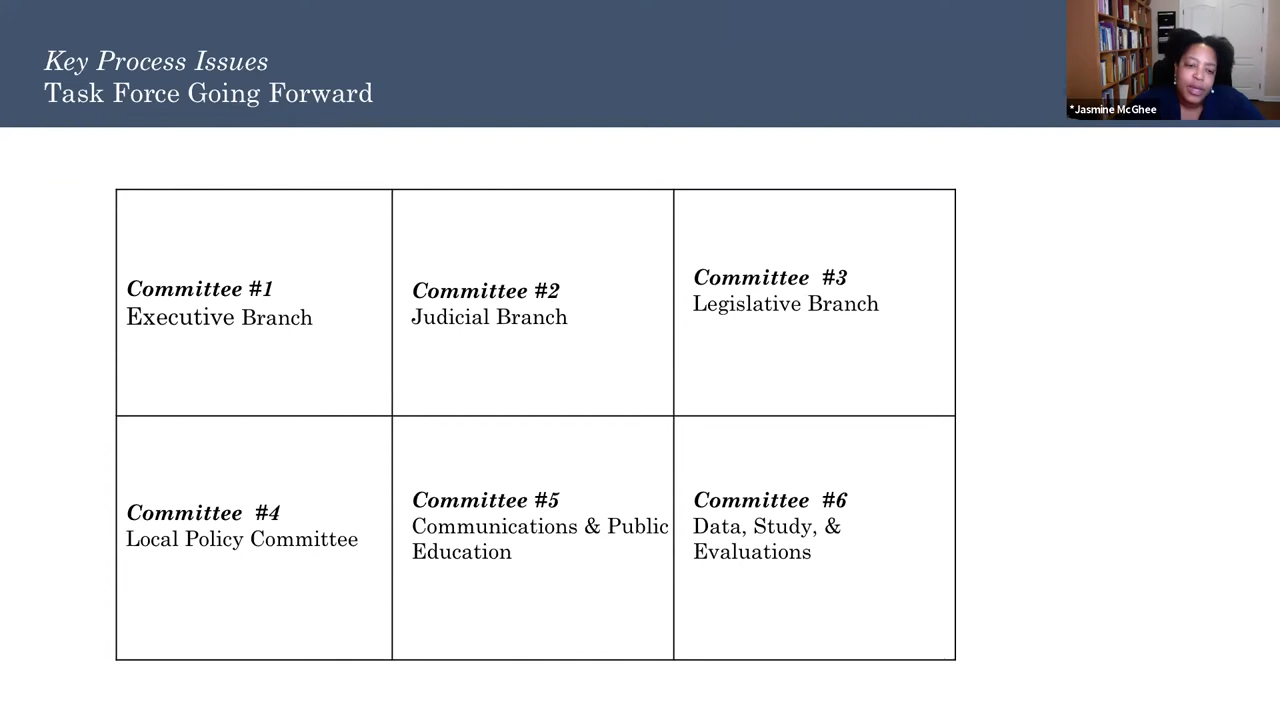 Key Process Issues
Task Force Going Forward
*Jasmine McGhee
Committee #1
Executive Branch
Committee #2
Judicial Branch
Committee #3
Legislative Branch
Committee #4
Local Policy Committee
Committee #5
Communications & Public
Education
Committee #6
Data, Study, &
Evaluations